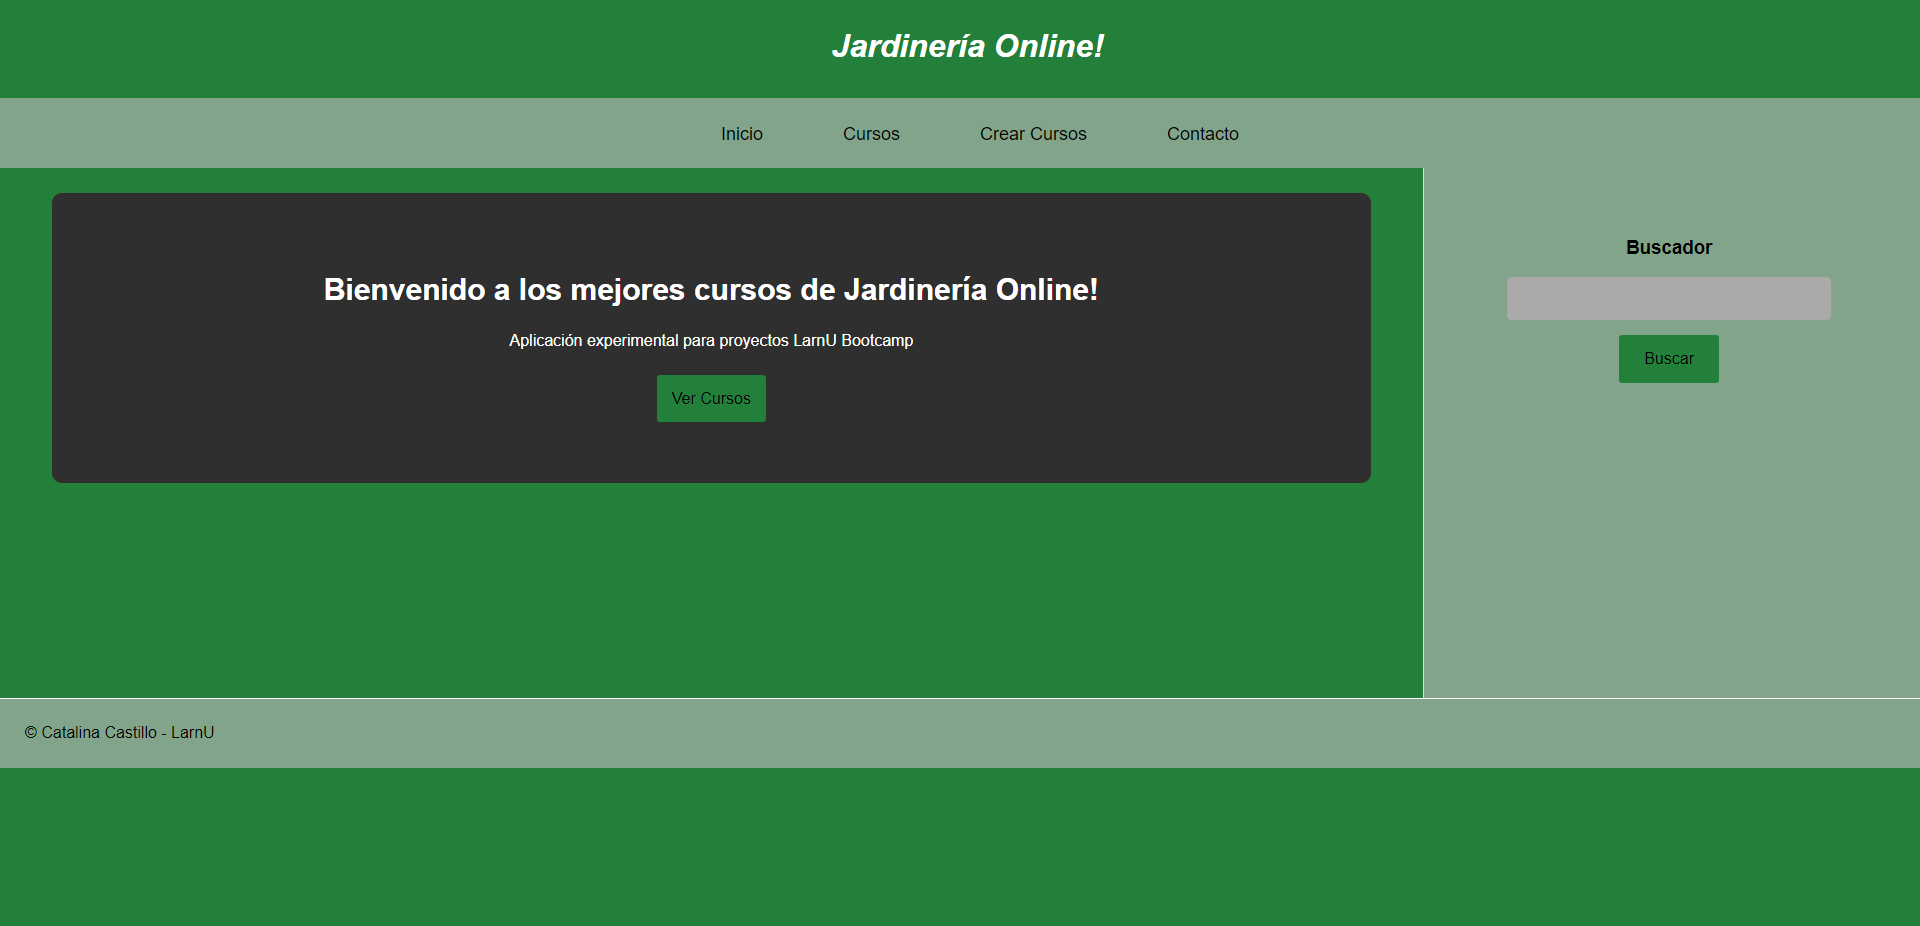 Jardinería Online!
Inicio Cursos Crear Cursos Contacto
Bienvenido a los mejores cursos de Jardinería Online!
Aplicación experimental para proyectos LarnU Bootcamp
Ver Cursos
Buscador
Buscar
© Catalina Castillo - LarnU